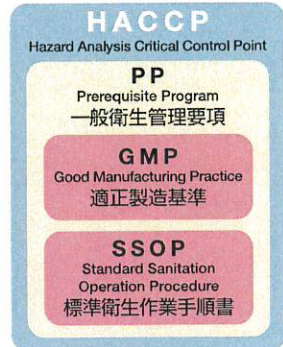 HACCP
Hazard Analysis Critical Control Point
PP
Prerequisite Program
一般衛生管理要項
GMP
Good Manufacturing Practice
適正製造基準
SSOP
Standard Sanitation
Operation Procedure
標準衛生作業手順書